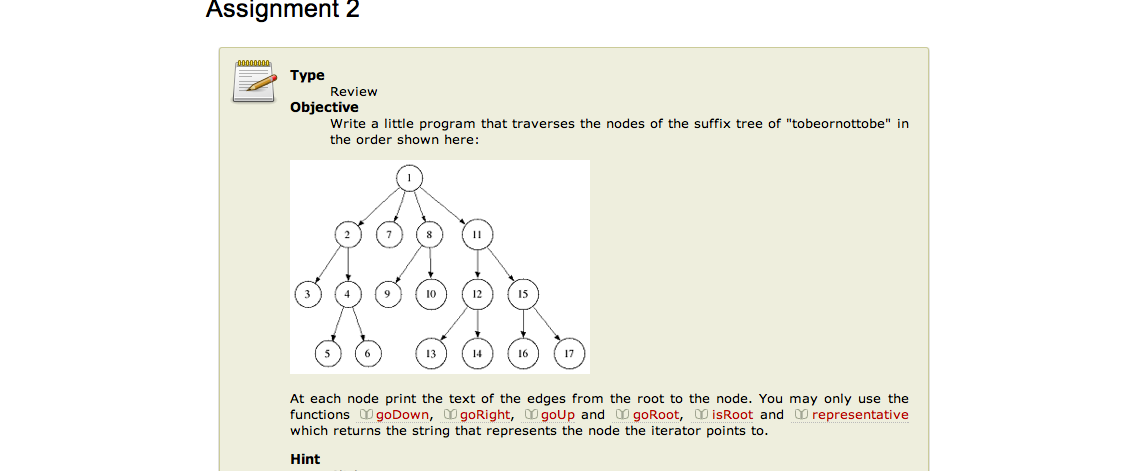 Assignment 2
Type
Review
Objective
Write a little program that traverses the nodes of the suffix tree of "tobeornottobe" in
the order shown here:
1
2 7 8 11
3 4 9 10 12 15
5 6 13 14 16 17
At each node print the text of the edges from the root to the node. You may only use the
functions goDown, goRight, goUp and goRoot, isRoot and representative
which returns the string that represents the node the iterator points to.
Hint